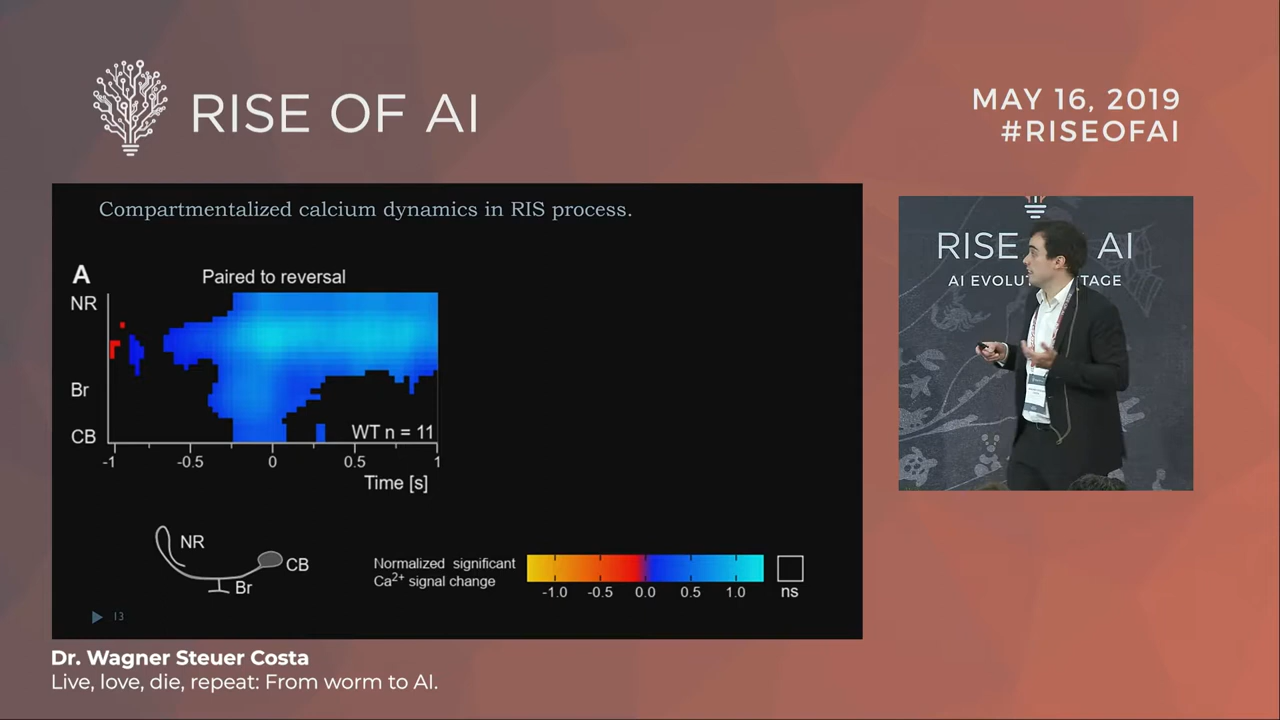 RISE OF AI
MAY 16, 2019
#RISEOFAI
Compartmentalized calcium dynamics in RIS process.
A
Paired to reversal
NR
Br
CB
WT n = 11
-1
-0.5
0
0.5
1
Time [s]
NR
CB
Br
Normalized significant
Ca2+ signal change
-1.0
-0.5
0.0
0.5
1.0
ns
13
RISE AI
AI EVOLU TAGE
Dr. Wagner Steuer Costa
Live, love, die, repeat: From worm to AI.